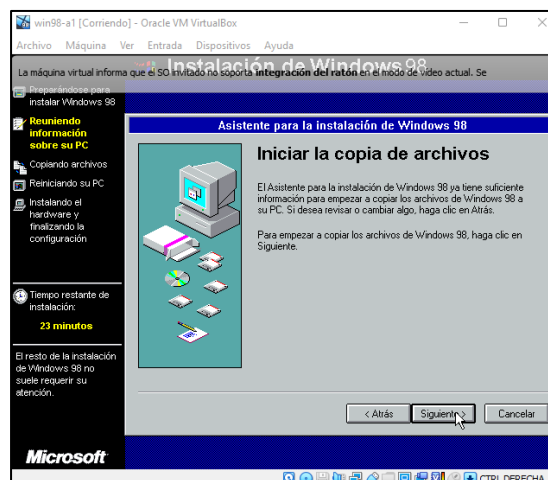 win98-a1 [Corriendo] - Oracle VM VirtualBox
Archivo Máquina Ver Entrada Dispositivos Ayuda
Instalación de Windows 98
La máquina virtual informa que el SO invitado no soporta integración del ratón en el modo de vídeo actual. Se
Preparándose para
instalar Windows 98
Reuniendo
información
sobre su PC
Copiando archivos
Reiniciando su PC
Instalando el
hardware y
finalizando la
configuración
Tiempo restante de
instalación:
23 minutos
El resto de la instalación
de Windows 98 no
suele requerir su
atención.
Microsoft
Asistente para la instalación de Windows 98
Iniciar la copia de archivos
El Asistente para la instalación de Windows 98 ya tiene suficiente
información para empezar a copiar los archivos de Windows 98 a
su PC. Si desea revisar o cambiar algo, haga clic en Atrás.
Para empezar a copiar los archivos de Windows 98, haga clic en
Siguiente.
< Atrás Siguiente > Cancelar
CTRL DERECHA